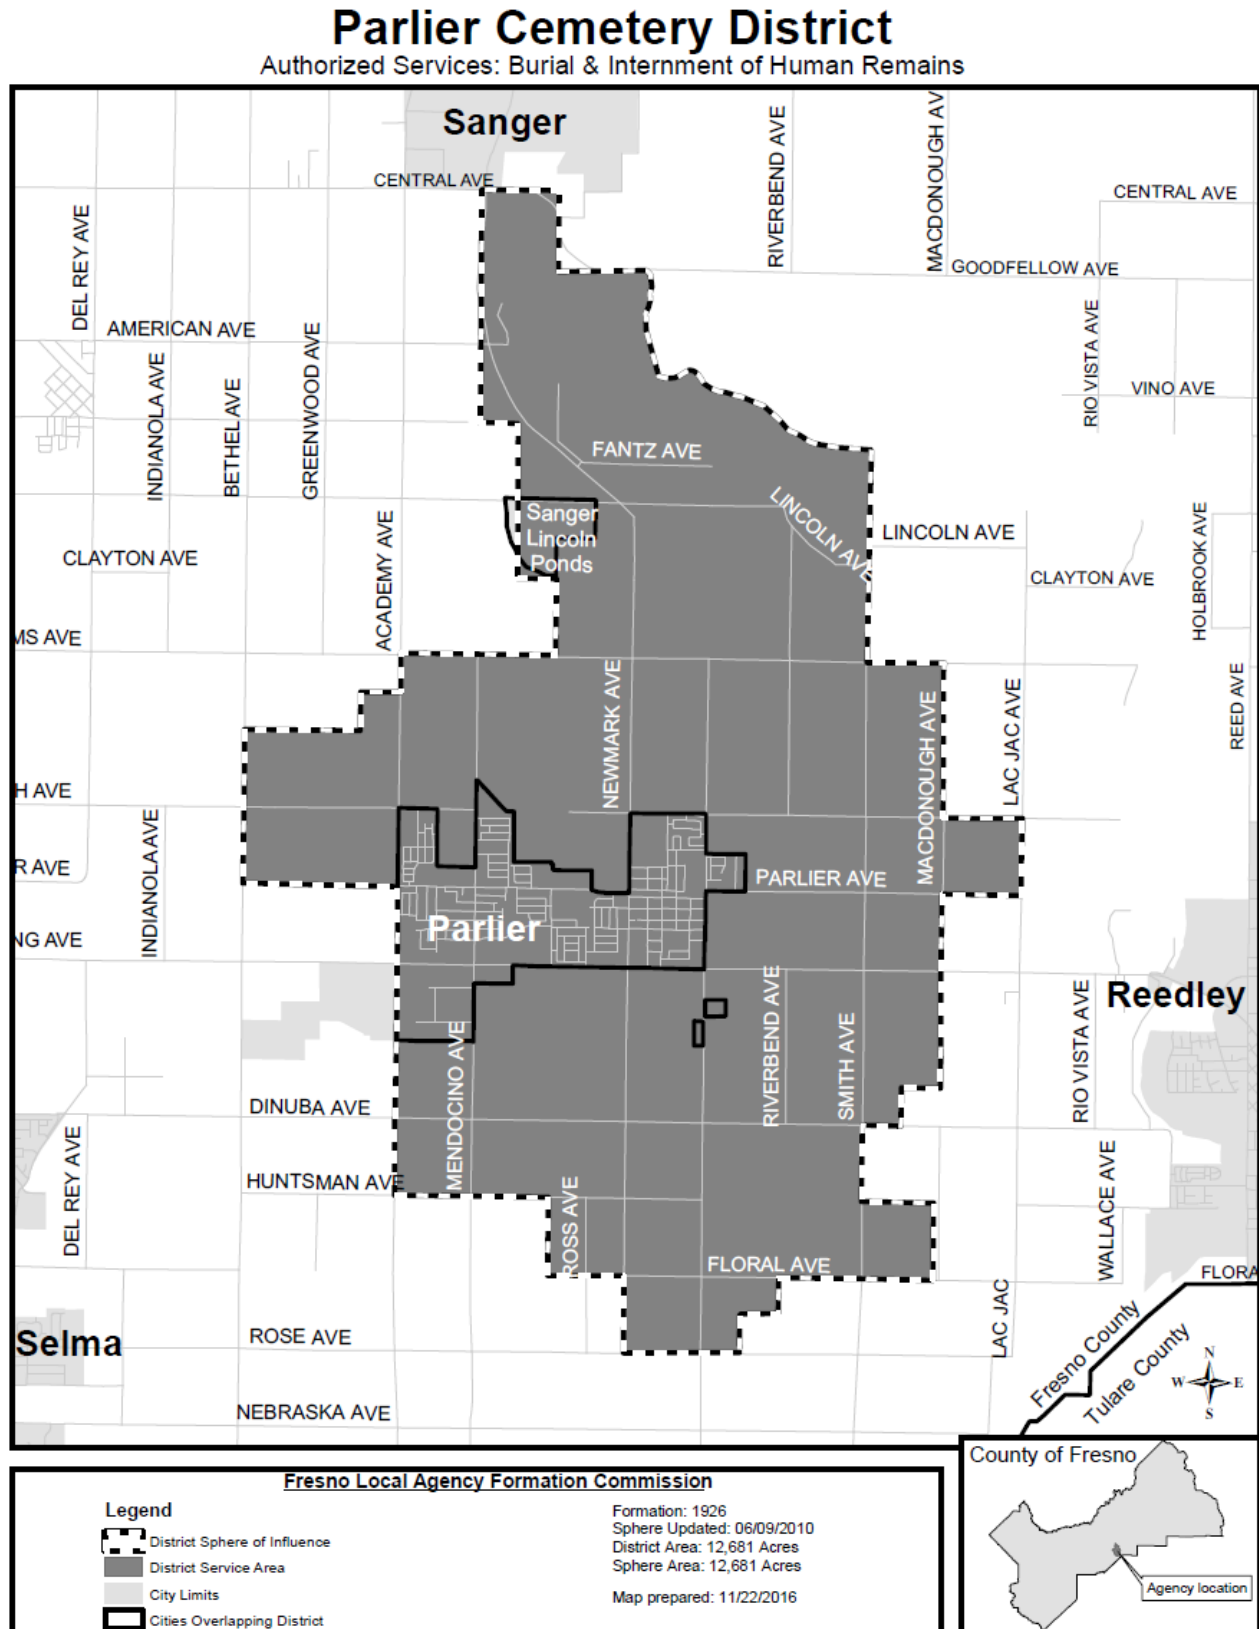 Parlier Cemetery District
Authorized Services: Burial & Internment of Human Remains
Sanger
CENTRAL AVE
CENTRAL AVE
DEL REY AVE
RIVERBEND AVE
MACDONOUGH AV
GOODFELLOW AVE
AMERICAN AVE
INDIANOLA AVE
BETHEL AVE
GREENWOOD AVE
RIO VISTA AVE
VINO AVE
FANTZ AVE
LINCOLN AVE
LINCOLN AVE
Sanger
Lincoln
Ponds
CLAYTON AVE
ACADEMY AVE
CLAYTON AVE
HOLBROOK AVE
MS AVE
NEWMARK AVE
MACDONOUGH AVE
LAC JAC AVE
REED AVE
H AVE
INDIANOLA AVE
R AVE
PARLIER AVE
Parlier
NG AVE
Reedley
MENDOCINO AVE
RIVERBEND AVE
SMITH AVE
RIO VISTA AVE
DINUBA AVE
DEL REY AVE
HUNTSMAN AVE
ROSS AVE
WALLACE AVE
FLORAL AVE
FLORA
LAC JAC
Selma
ROSE AVE
Fresno County
Tulare County
N
W E
S
NEBRASKA AVE
County of Fresno
Agency location
Fresno Local Agency Formation Commission
Legend
District Sphere of Influence
District Service Area
City Limits
Cities Overlapping District
Formation: 1926
Sphere Updated: 06/09/2010
District Area: 12,681 Acres
Sphere Area: 12,681 Acres
Map prepared: 11/22/2016